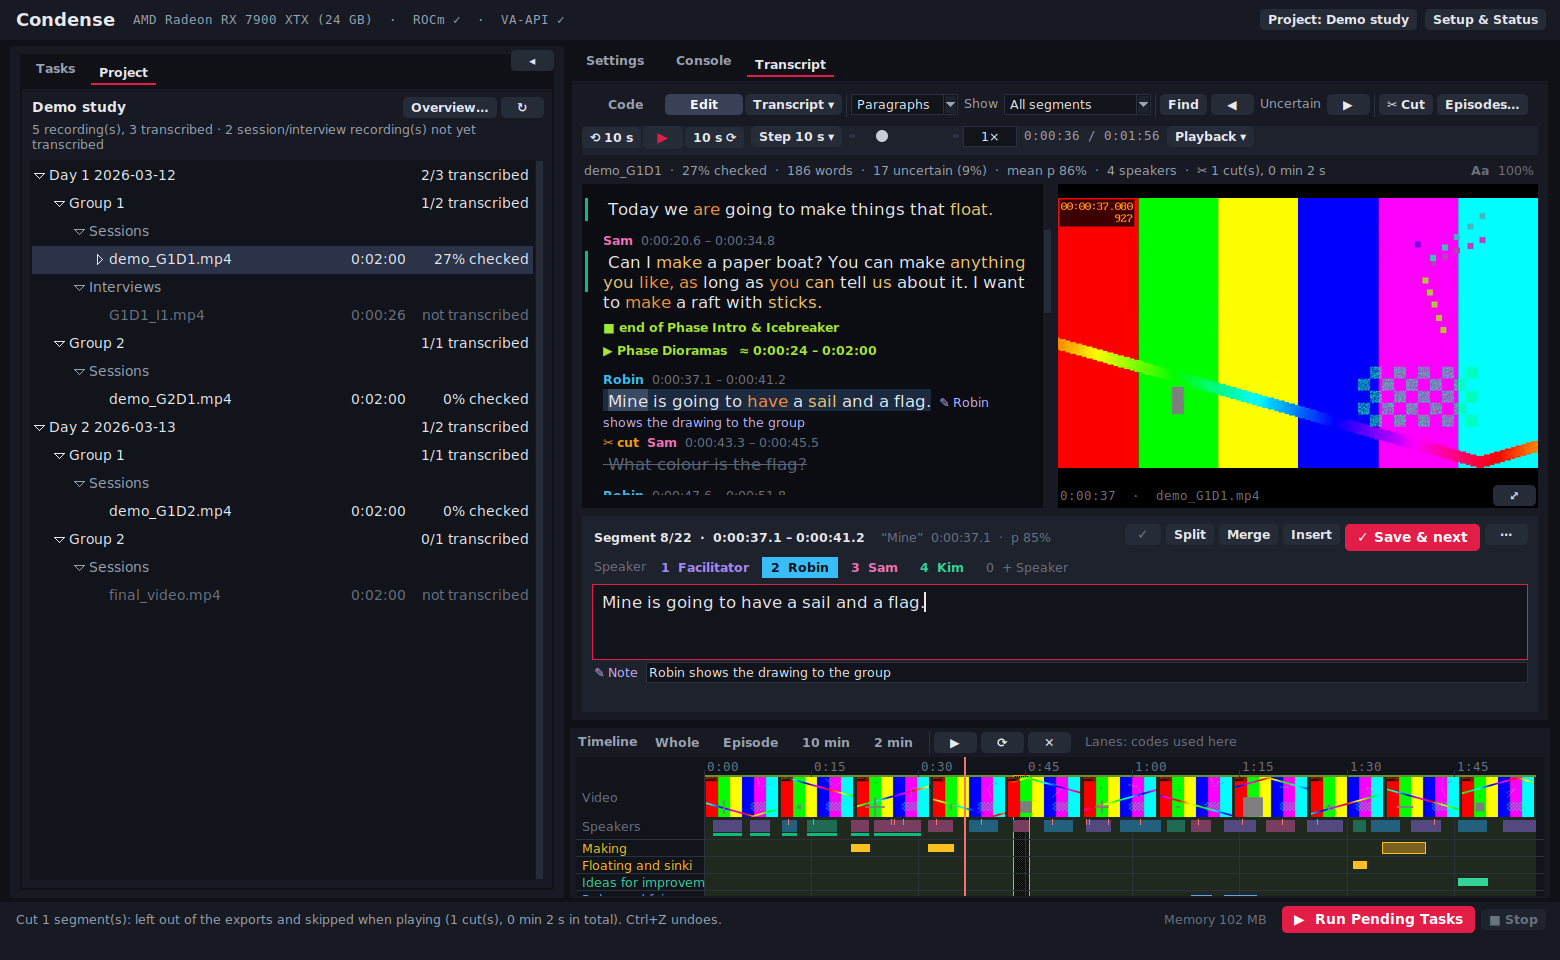 Condense AMD Radeon RX 7900 XTX (24 GB) · ROCm ✓ · VA-API ✓ Project: Demo study Setup & Status
Tasks Project ◂
Demo study Overview... ↻
5 recording(s), 3 transcribed · 2 session/interview recording(s) not yet
transcribed
Day 1 2026-03-12 2/3 transcribed
Group 1 1/2 transcribed
Sessions
demo_G1D1.mp4 0:02:00 27% checked
Interviews
G1D1_I1.mp4 0:00:26 not transcribed
Group 2 1/1 transcribed
Sessions
demo_G2D1.mp4 0:02:00 0% checked
Day 2 2026-03-13 1/2 transcribed
Group 1 1/1 transcribed
Sessions
demo_G1D2.mp4 0:02:00 0% checked
Group 2 0/1 transcribed
Sessions
final_video.mp4 0:02:00 not transcribed
Settings Console Transcript
Code Edit Transcript ▾ Paragraphs Show All segments Find ◀ Uncertain ▶ ✂ Cut Episodes...
⟲ 10 s ▶ 10 s ⟳ Step 10 s ▾ 1× 0:00:36 / 0:01:56 Playback ▾
demo_G1D1 · 27% checked · 186 words · 17 uncertain (9%) · mean p 86% · 4 speakers · ✂ 1 cut(s), 0 min 2 s Aa 100%
Today we are going to make things that float.
Sam 0:00:20.6 – 0:00:34.8
Can I make a paper boat? You can make anything
you like, as long as you can tell us about it. I want
to make a raft with sticks.
■ end of Phase Intro & Icebreaker
▶ Phase Dioramas ≈ 0:00:24 – 0:02:00
Robin 0:00:37.1 – 0:00:41.2
Mine is going to have a sail and a flag. ✎ Robin
shows the drawing to the group
✂ cut Sam 0:00:43.3 – 0:00:45.5
What colour is the flag?
Robin 0:00:47.6 – 0:00:51.8
00:00:37.080
927
0:00:37 · demo_G1D1.mp4 ⤢
Segment 8/22 · 0:00:37.1 – 0:00:41.2 “Mine” 0:00:37.1 · p 85% ✓ Split Merge Insert ✓ Save & next ...
Speaker 1 Facilitator 2 Robin 3 Sam 4 Kim 0 + Speaker
Mine is going to have a sail and a flag.
✎ Note Robin shows the drawing to the group
Timeline Whole Episode 10 min 2 min ▶ ⟳ ✕ Lanes: codes used here
0:00 0:15 0:30 0:45 1:00 1:15 1:30 1:45
Video
Speakers
Making
Floating and sinki
Ideas for improvem
Cut 1 segment(s): left out of the exports and skipped when playing (1 cut(s), 0 min 2 s in total). Ctrl+Z undoes. Memory 102 MB ▶ Run Pending Tasks ■ Stop